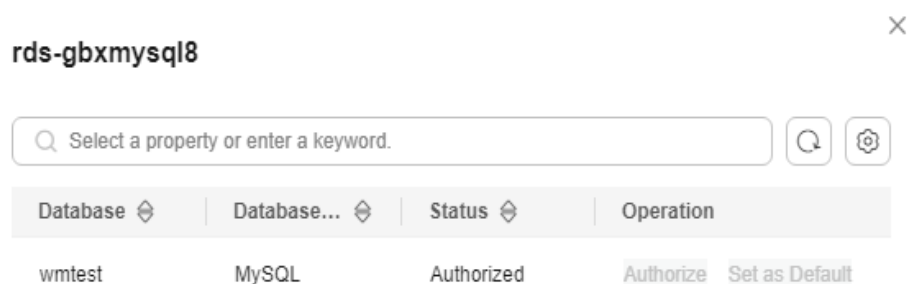 rds-gbxmysql8
Select a property or enter a keyword.
Database Database... Status Operation
wmtest MySQL Authorized Authorize Set as Default